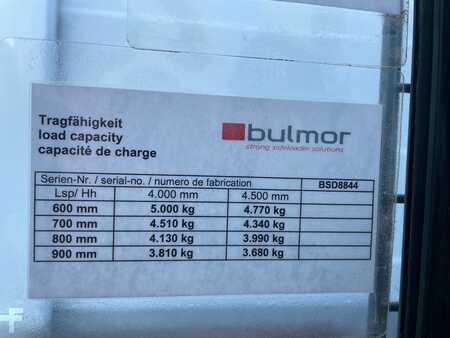 Tragfähigkeit
load capacity
capacité de charge
bulmor
strong sideloader solutions
Serien-Nr. / serial-no. / numero de fabrication BSD8844
Lsp/ Hh 4.000 mm 4.500 mm
600 mm 5.000 kg 4.770 kg
700 mm 4.510 kg 4.340 kg
800 mm 4.130 kg 3.990 kg
900 mm 3.810 kg 3.680 kg
F